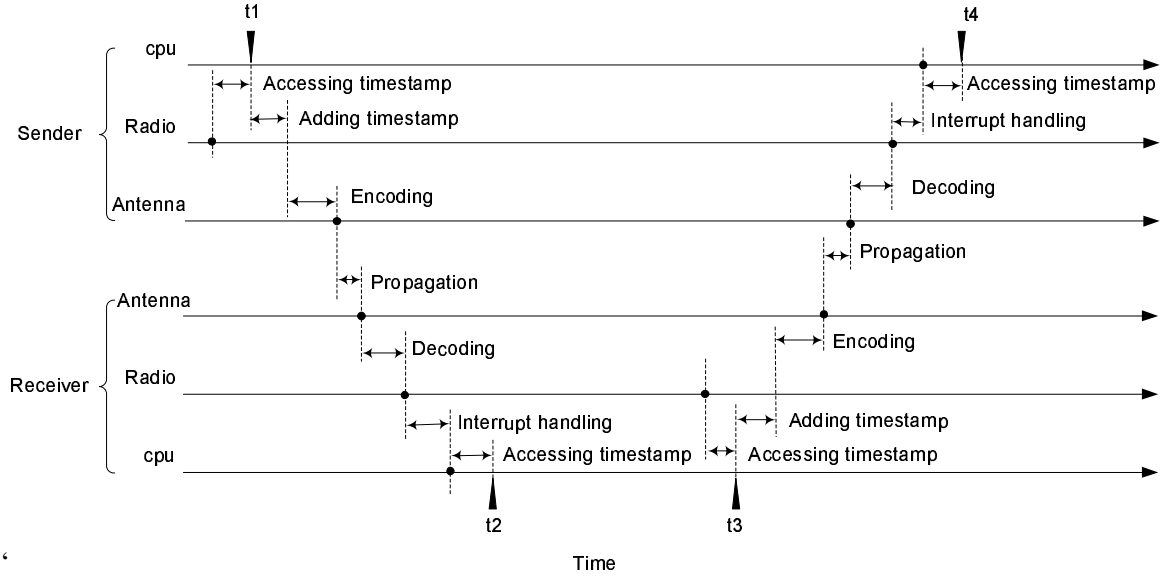 t1
t4
cpu
Accessing timestamp
Accessing timestamp
Sender
Radio
Adding timestamp
Interrupt handling
Encoding
Decoding
Antenna
Propagation
Propagation
Antenna
Decoding
Encoding
Receiver
Radio
Interrupt handling
Adding timestamp
cpu
Accessing timestamp
Accessing timestamp
t2
t3
‘
Time